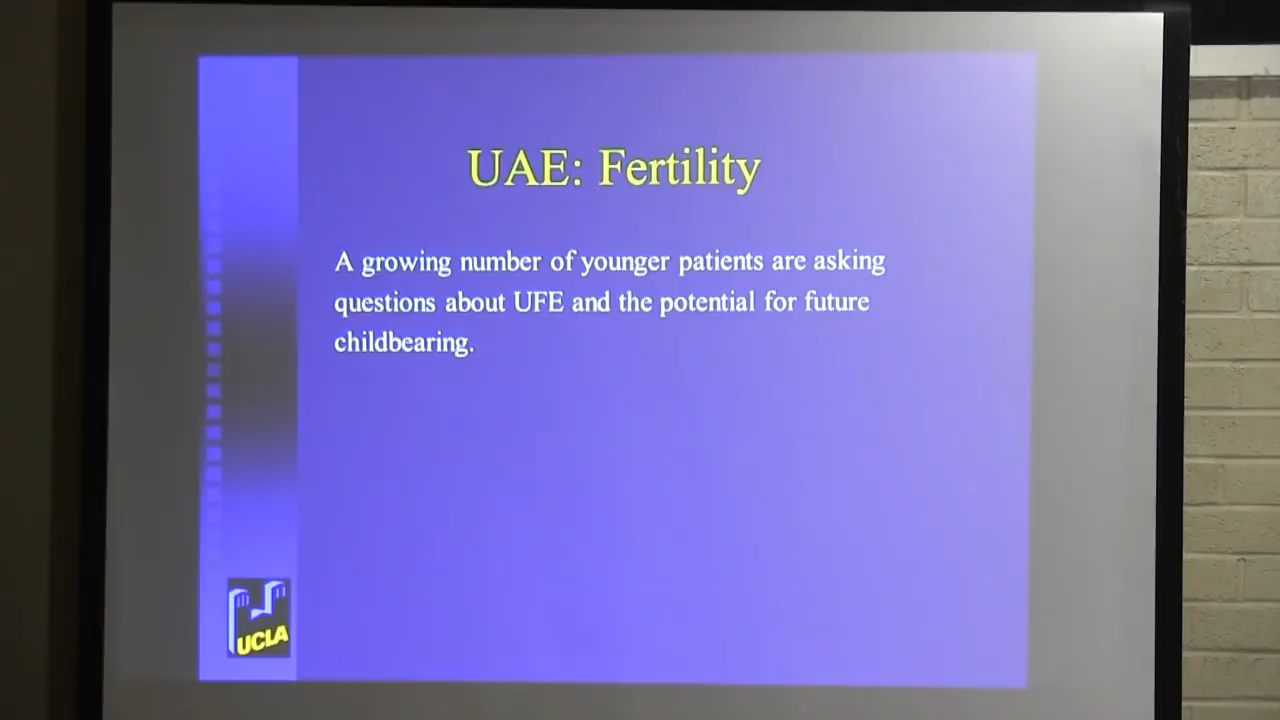 UAE: Fertility
A growing number of younger patients are asking
questions about UFE and the potential for future
childbearing.
UCLA